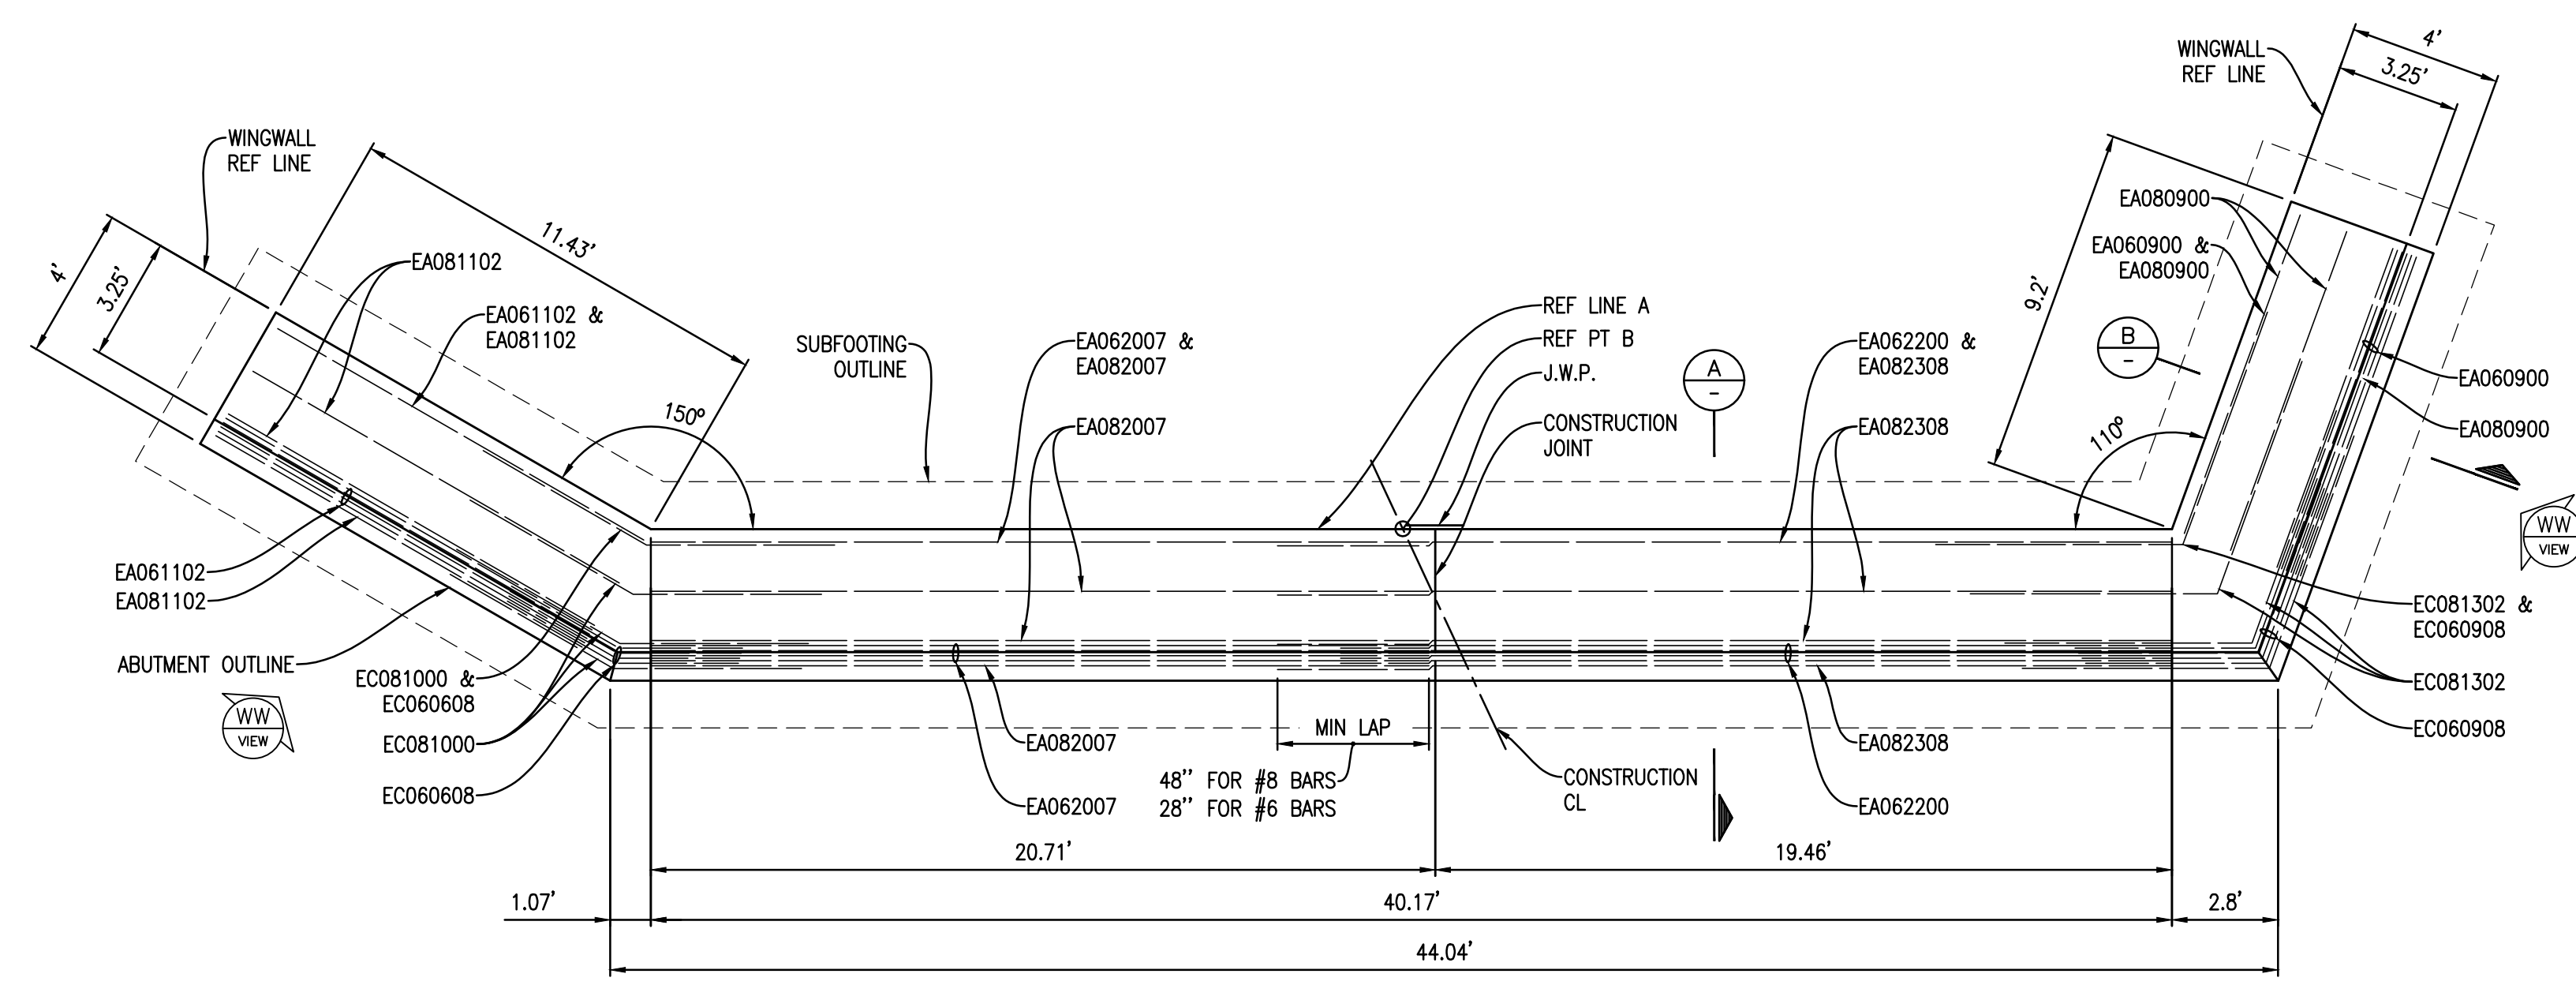 WINGWALL
REF LINE
4'
3.25'
WINGWALL
REF LINE
11.43'
4'
3.25'
EA081102
EA061102 &
EA081102
SUBFOOTING
OUTLINE
150°
EA062007 &
EA082007
EA082007
REF LINE A
REF PT B
J.W.P.
CONSTRUCTION
JOINT
A
-
EA062200 &
EA082308
EA082308
EA080900
EA060900 &
EA080900
9.2'
B
-
110°
EA060900
EA080900
WW
VIEW
EA061102
EA081102
ABUTMENT OUTLINE
WW
VIEW
EC081000 &
EC060608
EC081000
EC060608
EA082007
EA062007
MIN LAP
48'' FOR #8 BARS
28'' FOR #6 BARS
CONSTRUCTION
CL
EA082308
EA062200
EC081302 &
EC060908
EC081302
EC060908
20.71'
19.46'
1.07'
40.17'
2.8'
44.04'